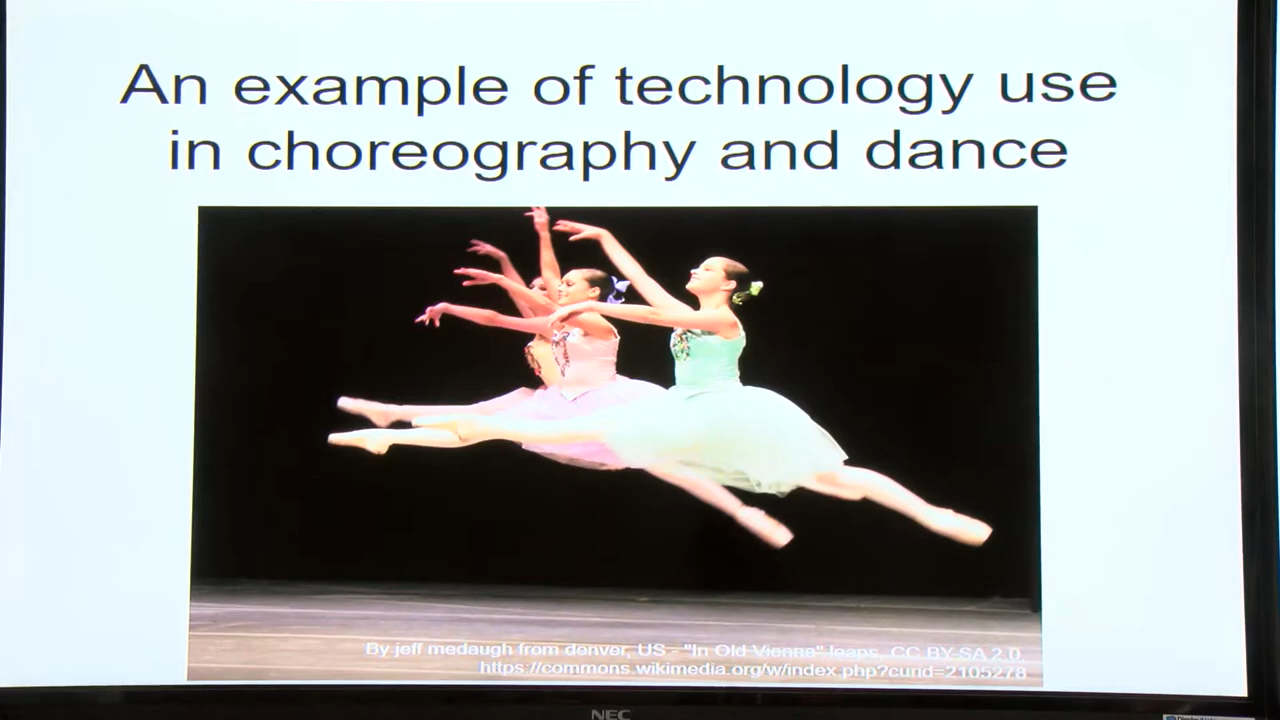 An example of technology use
in choreography and dance
By jeff medaugh from denver, US - "In Old Vienne" leaps, CC BY-SA 2.0,
https://commons.wikimedia.org/w/index.php?curid=2105278
NEC